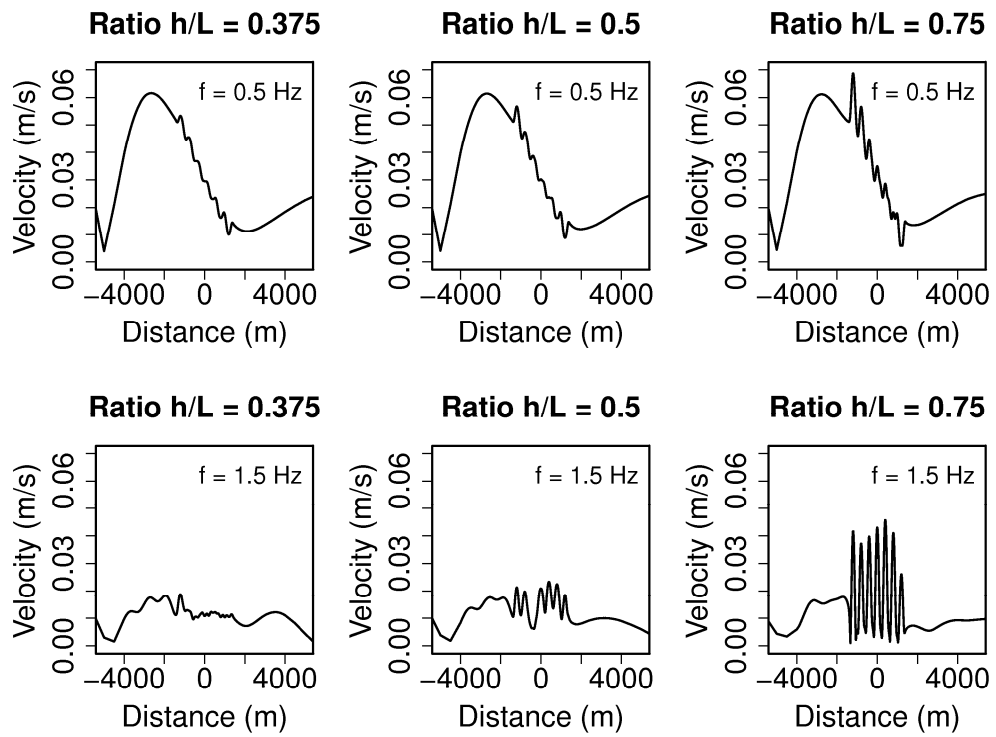 Ratio h/L = 0.375
Ratio h/L = 0.5
Ratio h/L = 0.75
Velocity (m/s)
0.00 0.03 0.06
f = 0.5 Hz
−4000 0 4000
Distance (m)
Velocity (m/s)
0.00 0.03 0.06
f = 0.5 Hz
−4000 0 4000
Distance (m)
Velocity (m/s)
0.00 0.03 0.06
f = 0.5 Hz
−4000 0 4000
Distance (m)
Ratio h/L = 0.375
Ratio h/L = 0.5
Ratio h/L = 0.75
Velocity (m/s)
0.00 0.03 0.06
f = 1.5 Hz
−4000 0 4000
Distance (m)
Velocity (m/s)
0.00 0.03 0.06
f = 1.5 Hz
−4000 0 4000
Distance (m)
Velocity (m/s)
0.00 0.03 0.06
f = 1.5 Hz
−4000 0 4000
Distance (m)